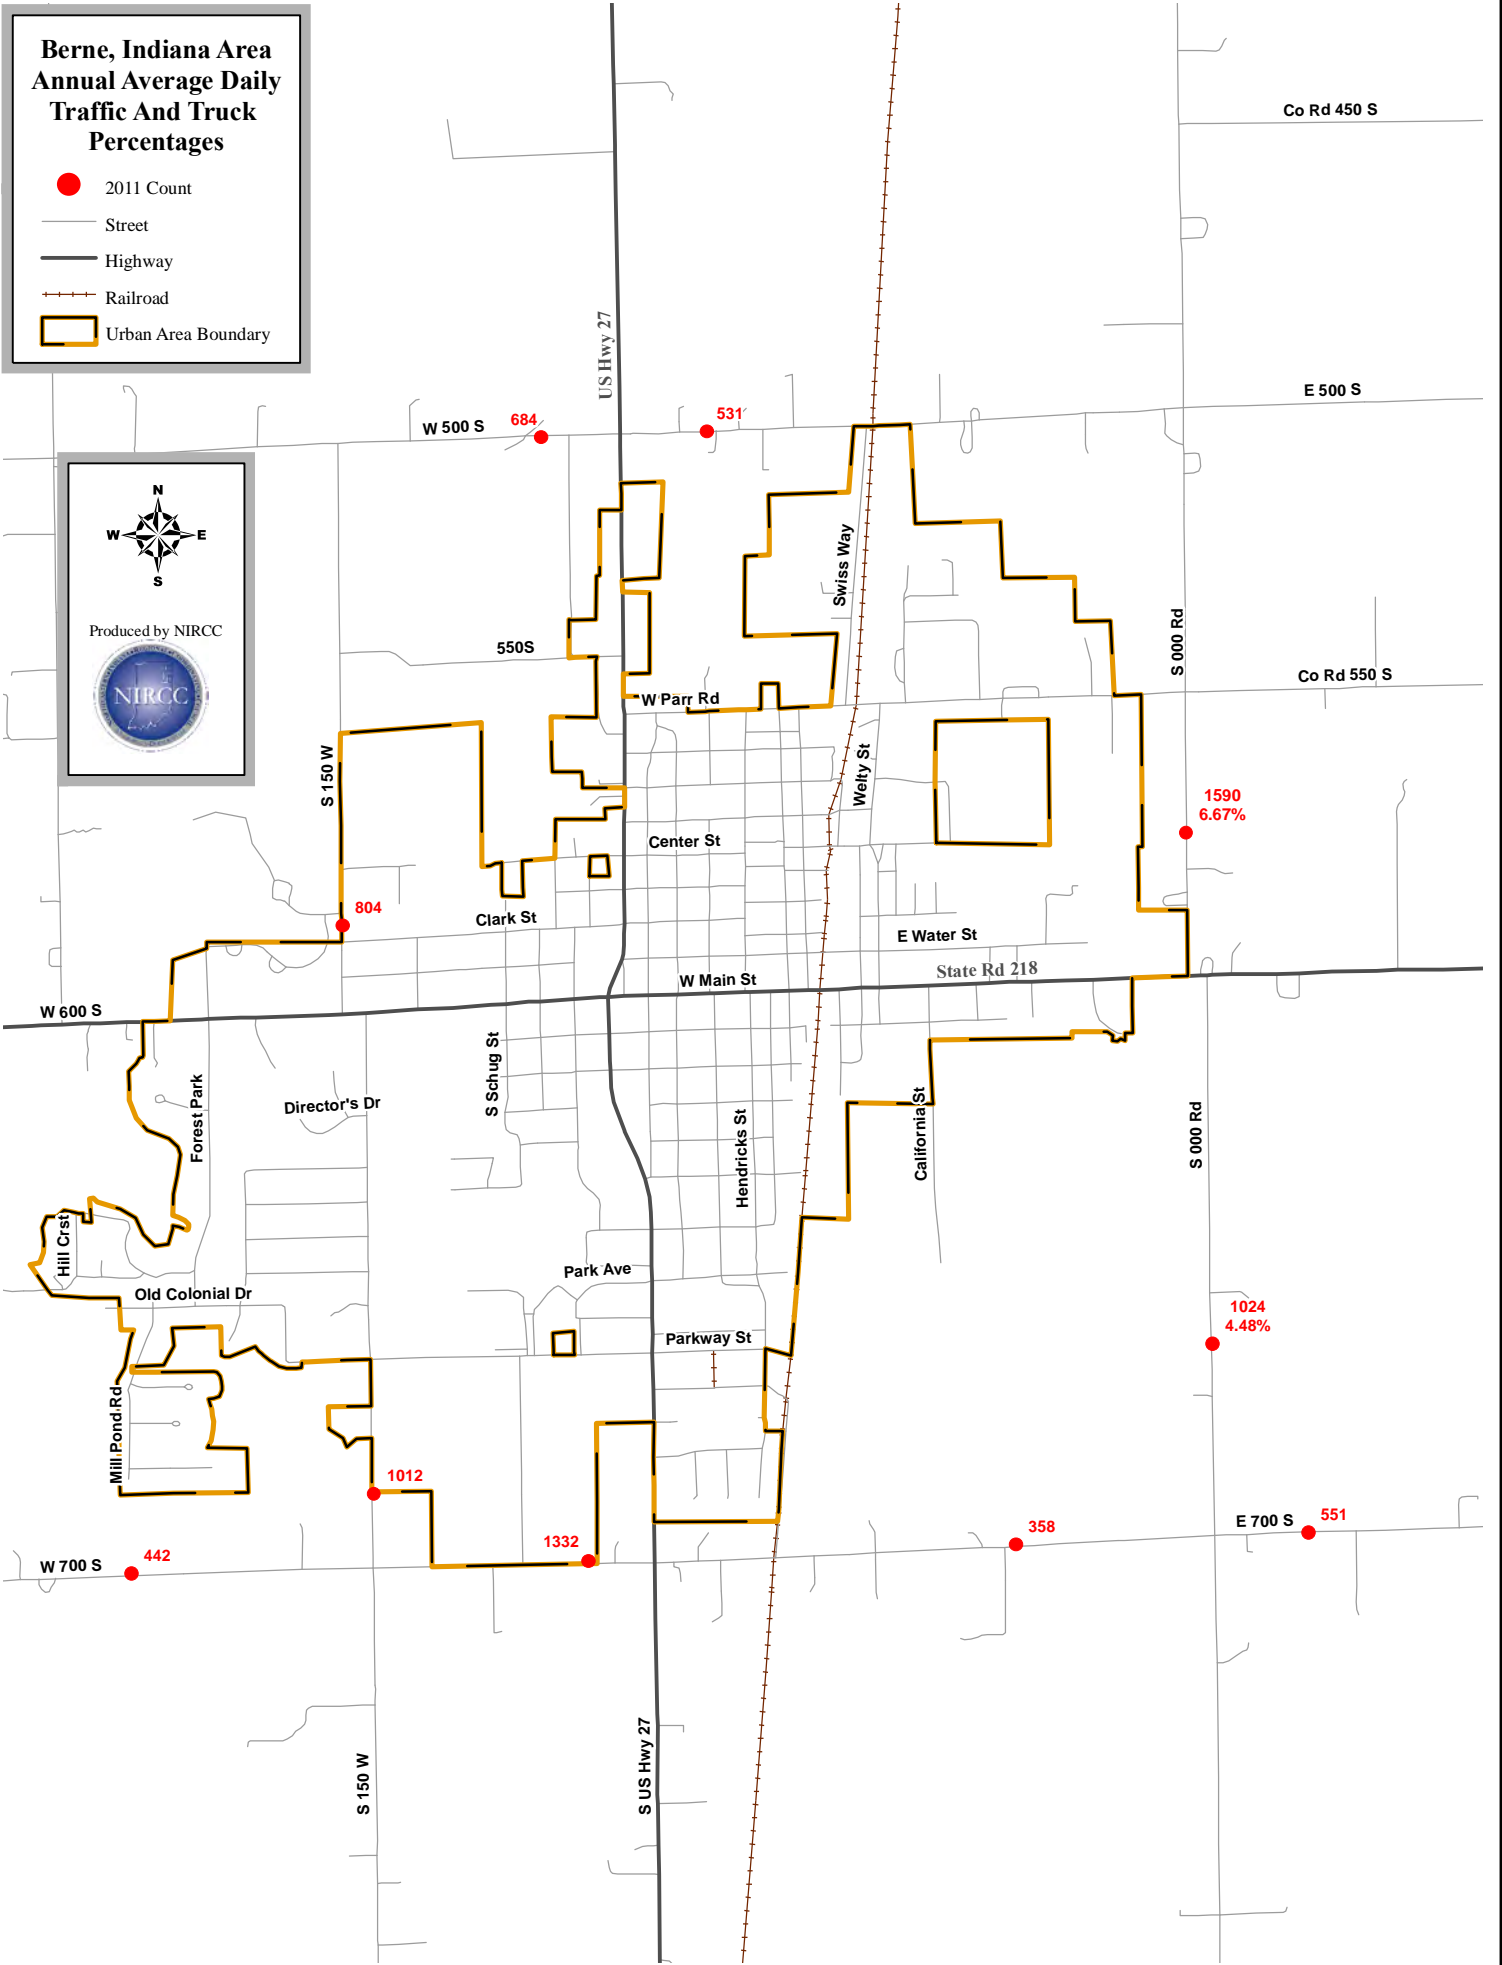 Berne, Indiana Area
Annual Average Daily
Traffic And Truck
Percentages
2011 Count
Street
Highway
Railroad
Urban Area Boundary
Co Rd 450 S
US Hwy 27
E 500 S
684
531
W 500 S
N
W
E
S
Produced by NIRCC
NIRCC
Swiss Way
S 000 Rd
550S
Co Rd 550 S
W Parr Rd
S 150 W
Welty St
1590
6.67%
Center St
804
Clark St
E Water St
State Rd 218
W Main St
W 600 S
S Schug St
Forest Park
Director's Dr
Hendricks St
California St
S 000 Rd
Hill Crst
Park Ave
Old Colonial Dr
1024
4.48%
Parkway St
Mill Pond Rd
1012
551
E 700 S
358
1332
442
W 700 S
S 150 W
S US Hwy 27